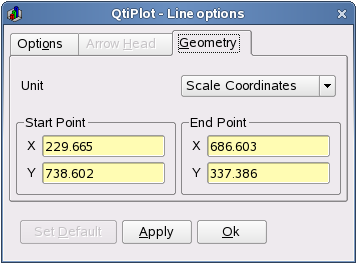 QtiPlot - Line options
Options Arrow Head Geometry
Unit Scale Coordinates
Start Point End Point
X 229.665 X 686.603
Y 738.602 Y 337.386
Set Default Apply Ok